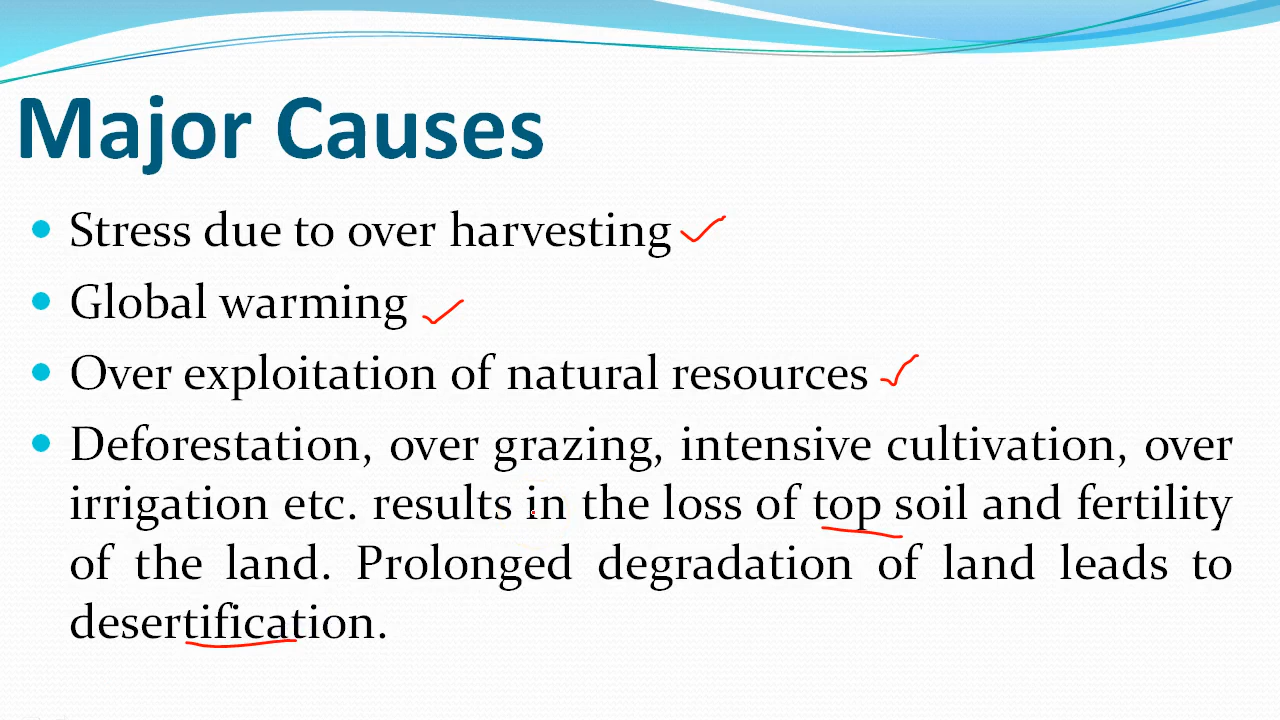 Major Causes
• Stress due to over harvesting
• Global warming
• Over exploitation of natural resources
• Deforestation, over grazing, intensive cultivation, over
irrigation etc. results in the loss of top soil and fertility
of the land. Prolonged degradation of land leads to
desertification.